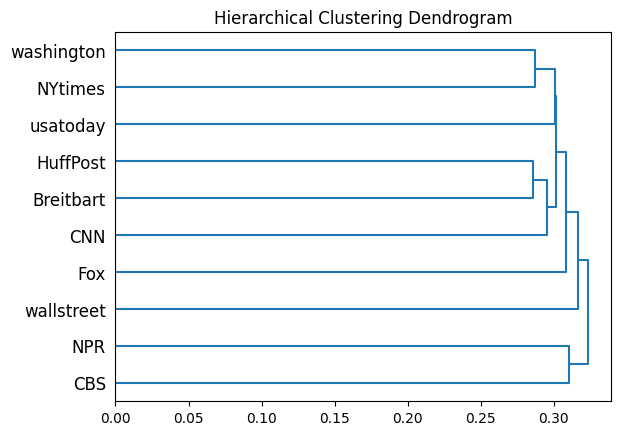 Hierarchical Clustering Dendrogram
washington
NYtimes
usatoday
HuffPost
Breitbart
CNN
Fox
wallstreet
NPR
CBS
0.00 0.05 0.10 0.15 0.20 0.25 0.30